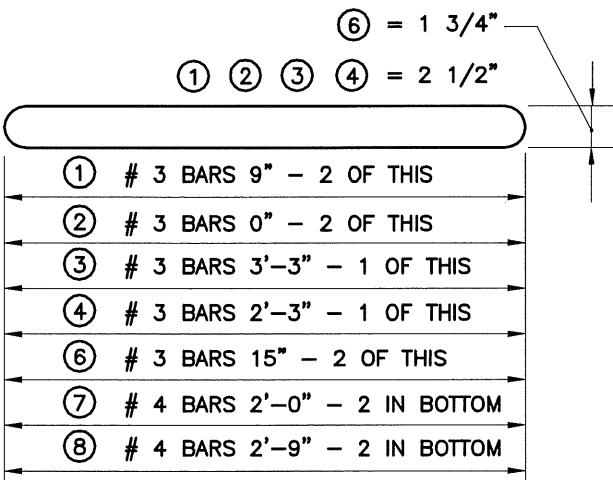 ⑥ = 1 3/4"
① ② ③ ④ = 2 1/2"
① # 3 BARS 9" – 2 OF THIS
② # 3 BARS 0" – 2 OF THIS
③ # 3 BARS 3'–3" – 1 OF THIS
④ # 3 BARS 2'–3" – 1 OF THIS
⑥ # 3 BARS 15" – 2 OF THIS
⑦ # 4 BARS 2'–0" – 2 IN BOTTOM
⑧ # 4 BARS 2'–9" – 2 IN BOTTOM